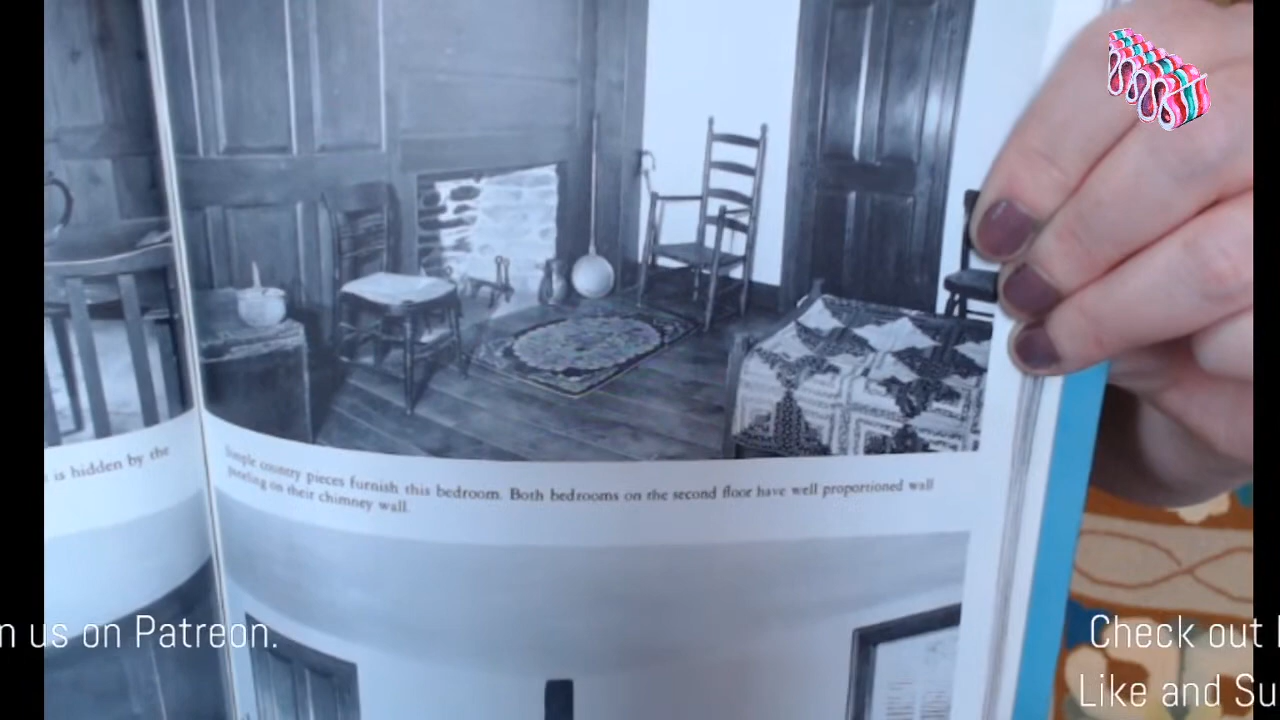 is hidden by the
Simple country pieces furnish this bedroom. Both bedrooms on the second floor have well proportioned wall
paneling on their chimney wall.
n us on Patreon.
Check out
Like and Su